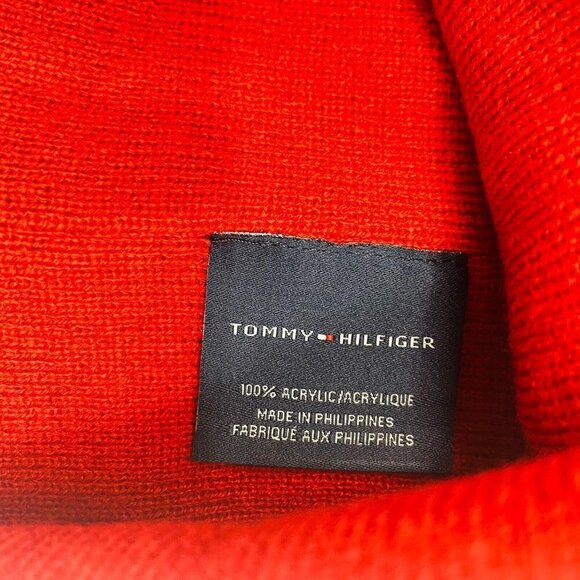 TOMMY HILFIGER
100% ACRYLIC/ACRYLIQUE
MADE IN PHILIPPINES
FABRIQUÉ AUX PHILIPPINES